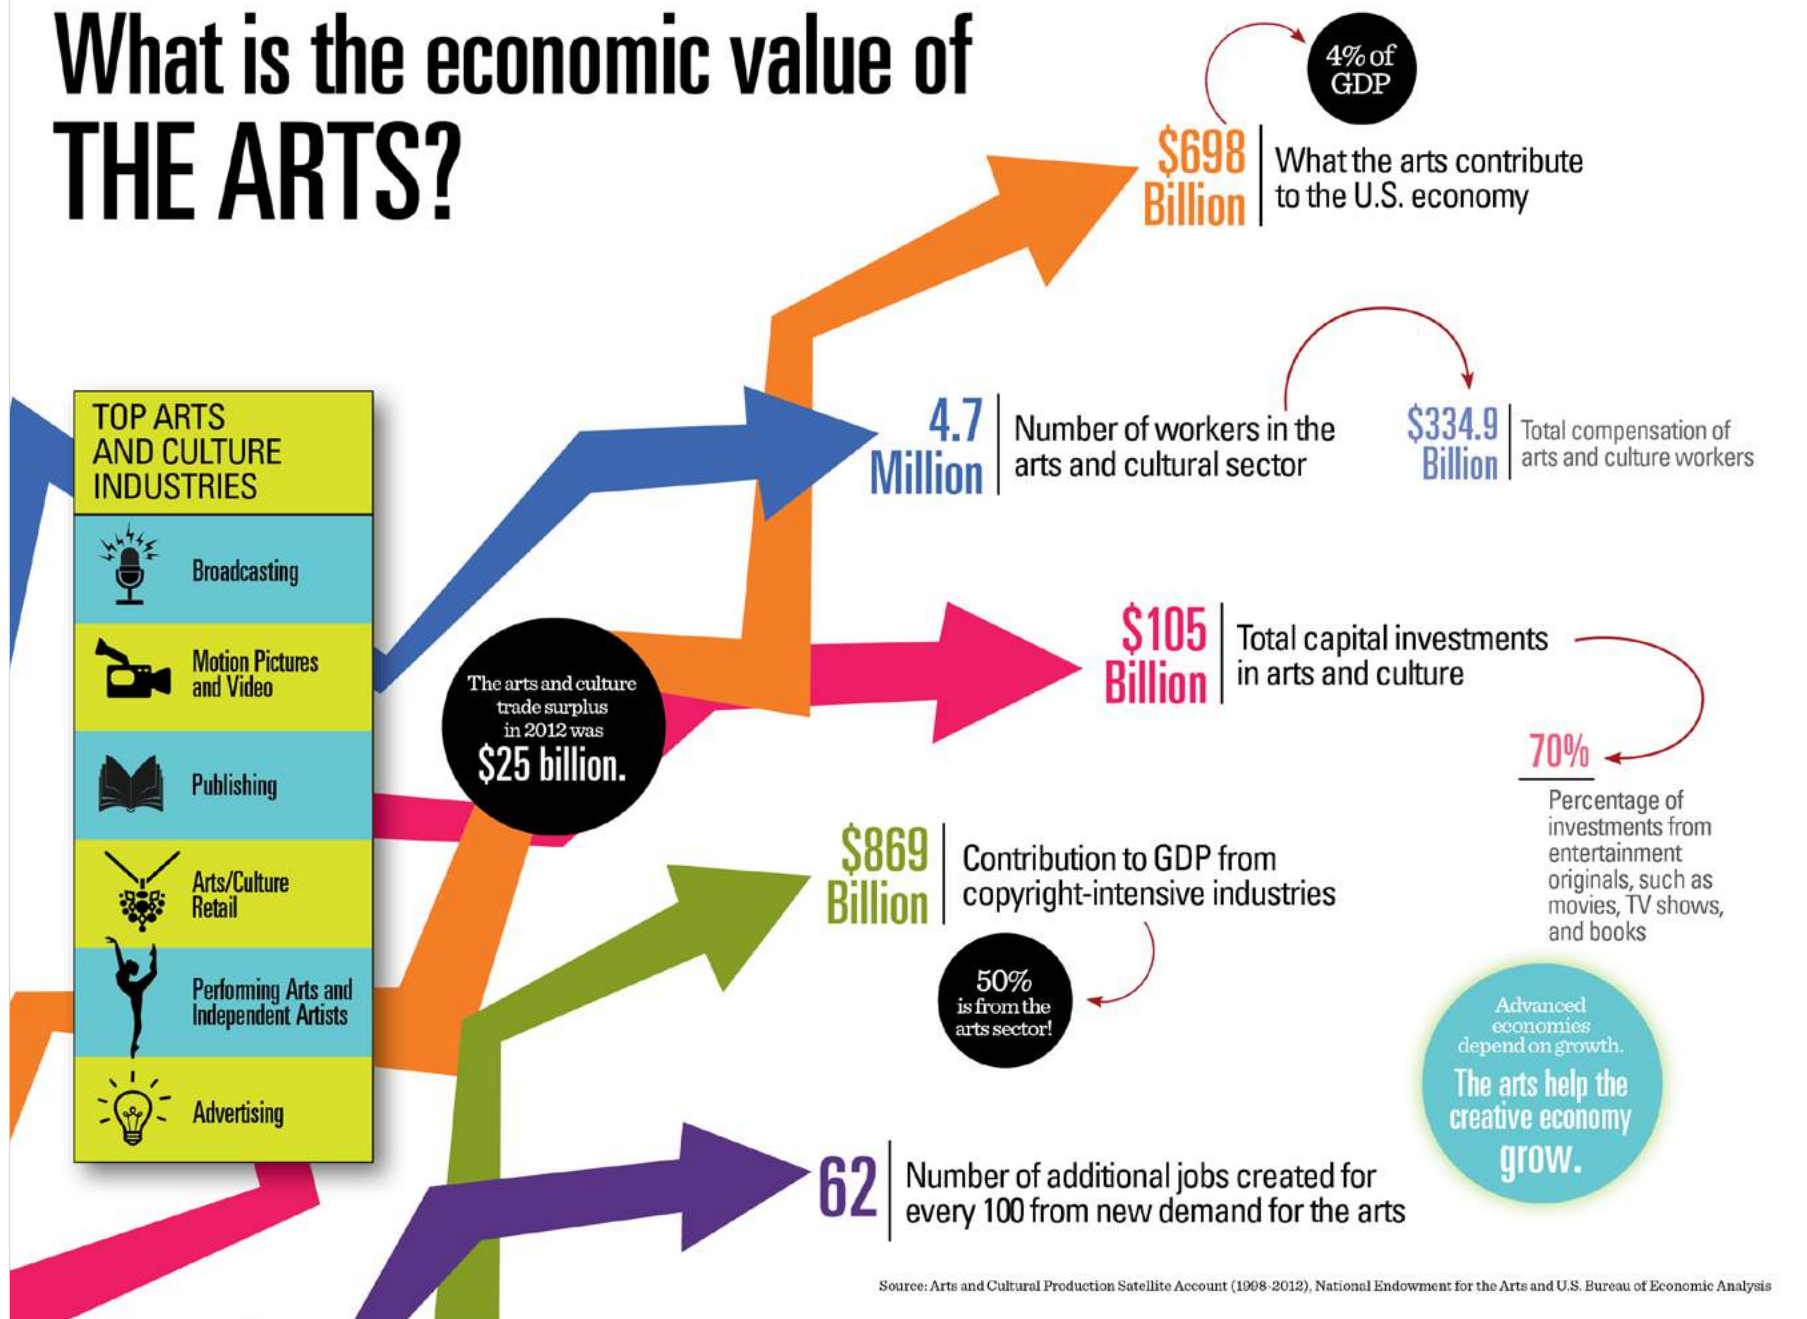 What is the economic value of
THE ARTS?
4% of
GDP
$698
Billion
What the arts contribute
to the U.S. economy
TOP ARTS
AND CULTURE
INDUSTRIES
Broadcasting
Motion Pictures
and Video
Publishing
Arts/Culture
Retail
Performing Arts and
Independent Artists
Advertising
4.7
Million
Number of workers in the
arts and cultural sector
$334.9
Billion
Total compensation of
arts and culture workers
The arts and culture
trade surplus
in 2012 was
$25 billion.
$105
Billion
Total capital investments
in arts and culture
70%
Percentage of
investments from
entertainment
originals, such as
movies, TV shows,
and books
$869
Billion
Contribution to GDP from
copyright-intensive industries
50%
is from the
arts sector!
Advanced
economies
depend on growth.
The arts help the
creative economy
grow.
62
Number of additional jobs created for
every 100 from new demand for the arts
Source: Arts and Cultural Production Satellite Account (1998-2012), National Endowment for the Arts and U.S. Bureau of Economic Analysis